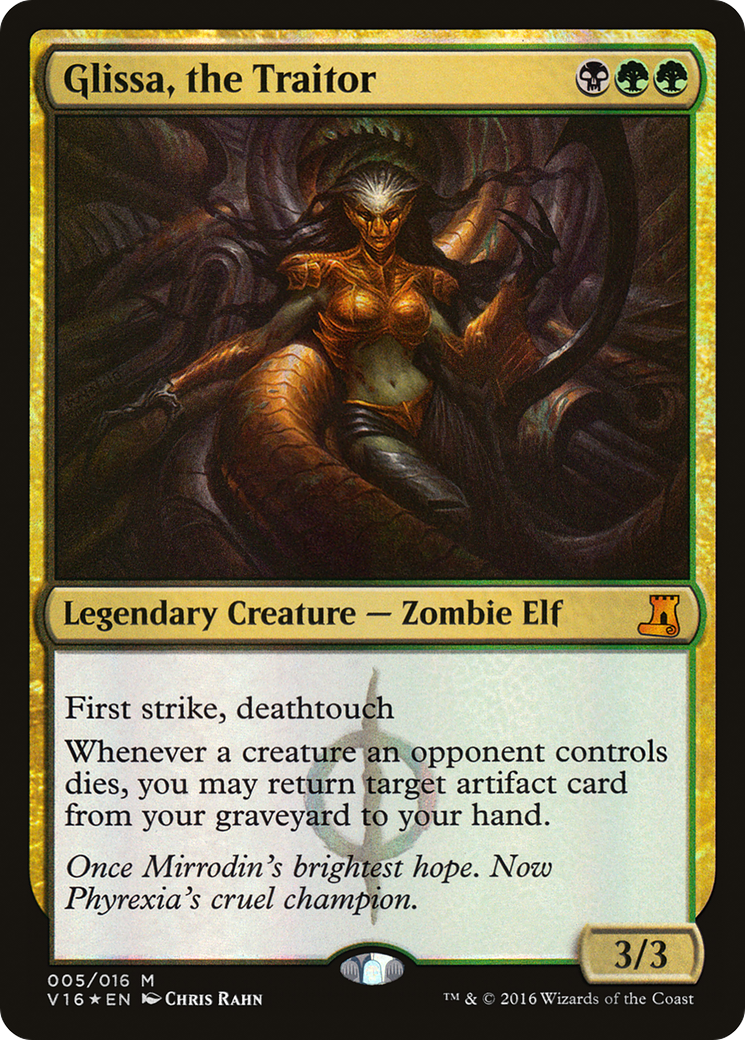 Glissa, the Traitor
Legendary Creature — Zombie Elf
First strike, deathtouch
Whenever a creature an opponent controls
dies, you may return target artifact card
from your graveyard to your hand.
Once Mirrodin's brightest hope. Now
Phyrexia's cruel champion.
3/3
005/016 M
V16★EN Chris Rahn
™ & © 2016 Wizards of the Coast